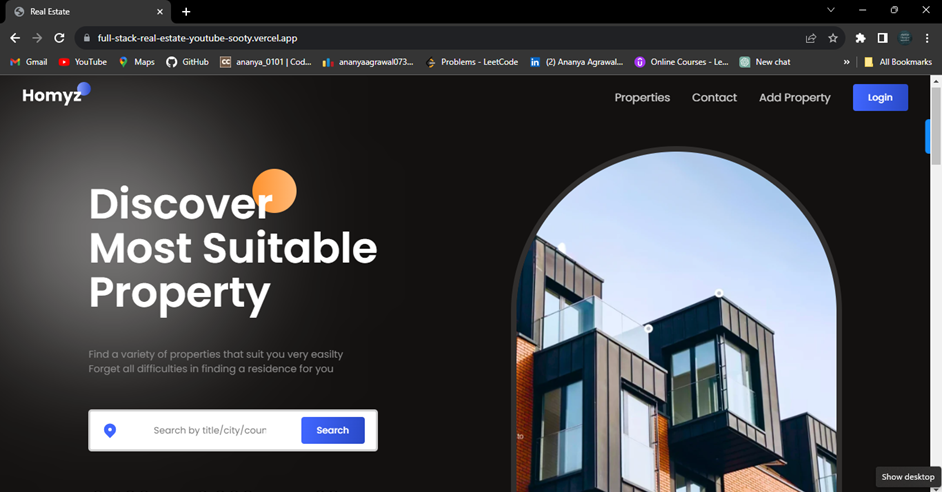 Real Estate
full-stack-real-estate-youtube-sooty.vercel.app
Gmail
YouTube
Maps
GitHub
CC
ananya_0101 | Cod...
ananyaagrawal073...
Problems - LeetCode
in
(2) Ananya Agrawal...
Online Courses - Le...
New chat
»
All Bookmarks
Homyz
Properties
Contact
Add Property
Login
Discover
Most Suitable
Property
Find a variety of properties that suit you very easilty
Forget all difficulties in finding a residence for you
Search by title/city/coun
Search
to
Show desktop